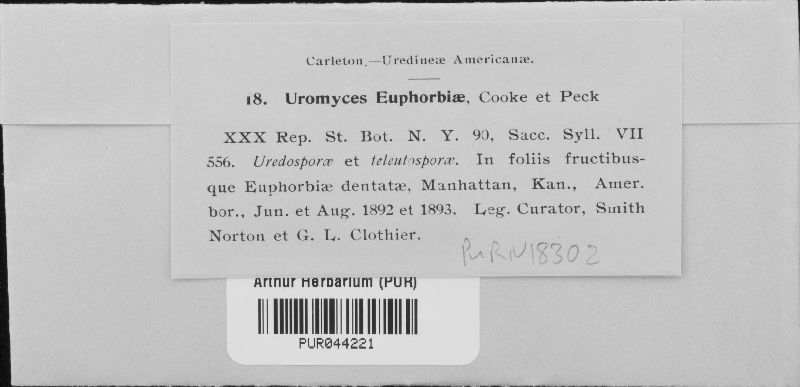 Carleton.—Uredineæ Americanæ.
18. Uromyces Euphorbiæ, Cooke et Peck
XXX Rep. St. Bot. N. Y. 90, Sacc. Syll. VII
556. Uredosporæ et teleutosporæ. In foliis fructibus-
que Euphorbiæ dentatæ, Manhattan, Kan., Amer.
bor., Jun. et Aug. 1892 et 1893. Leg. Curator, Smith
Norton et G. L. Clothier.
PURN18302
Arthur Herbarium (PUR)
PUR044221